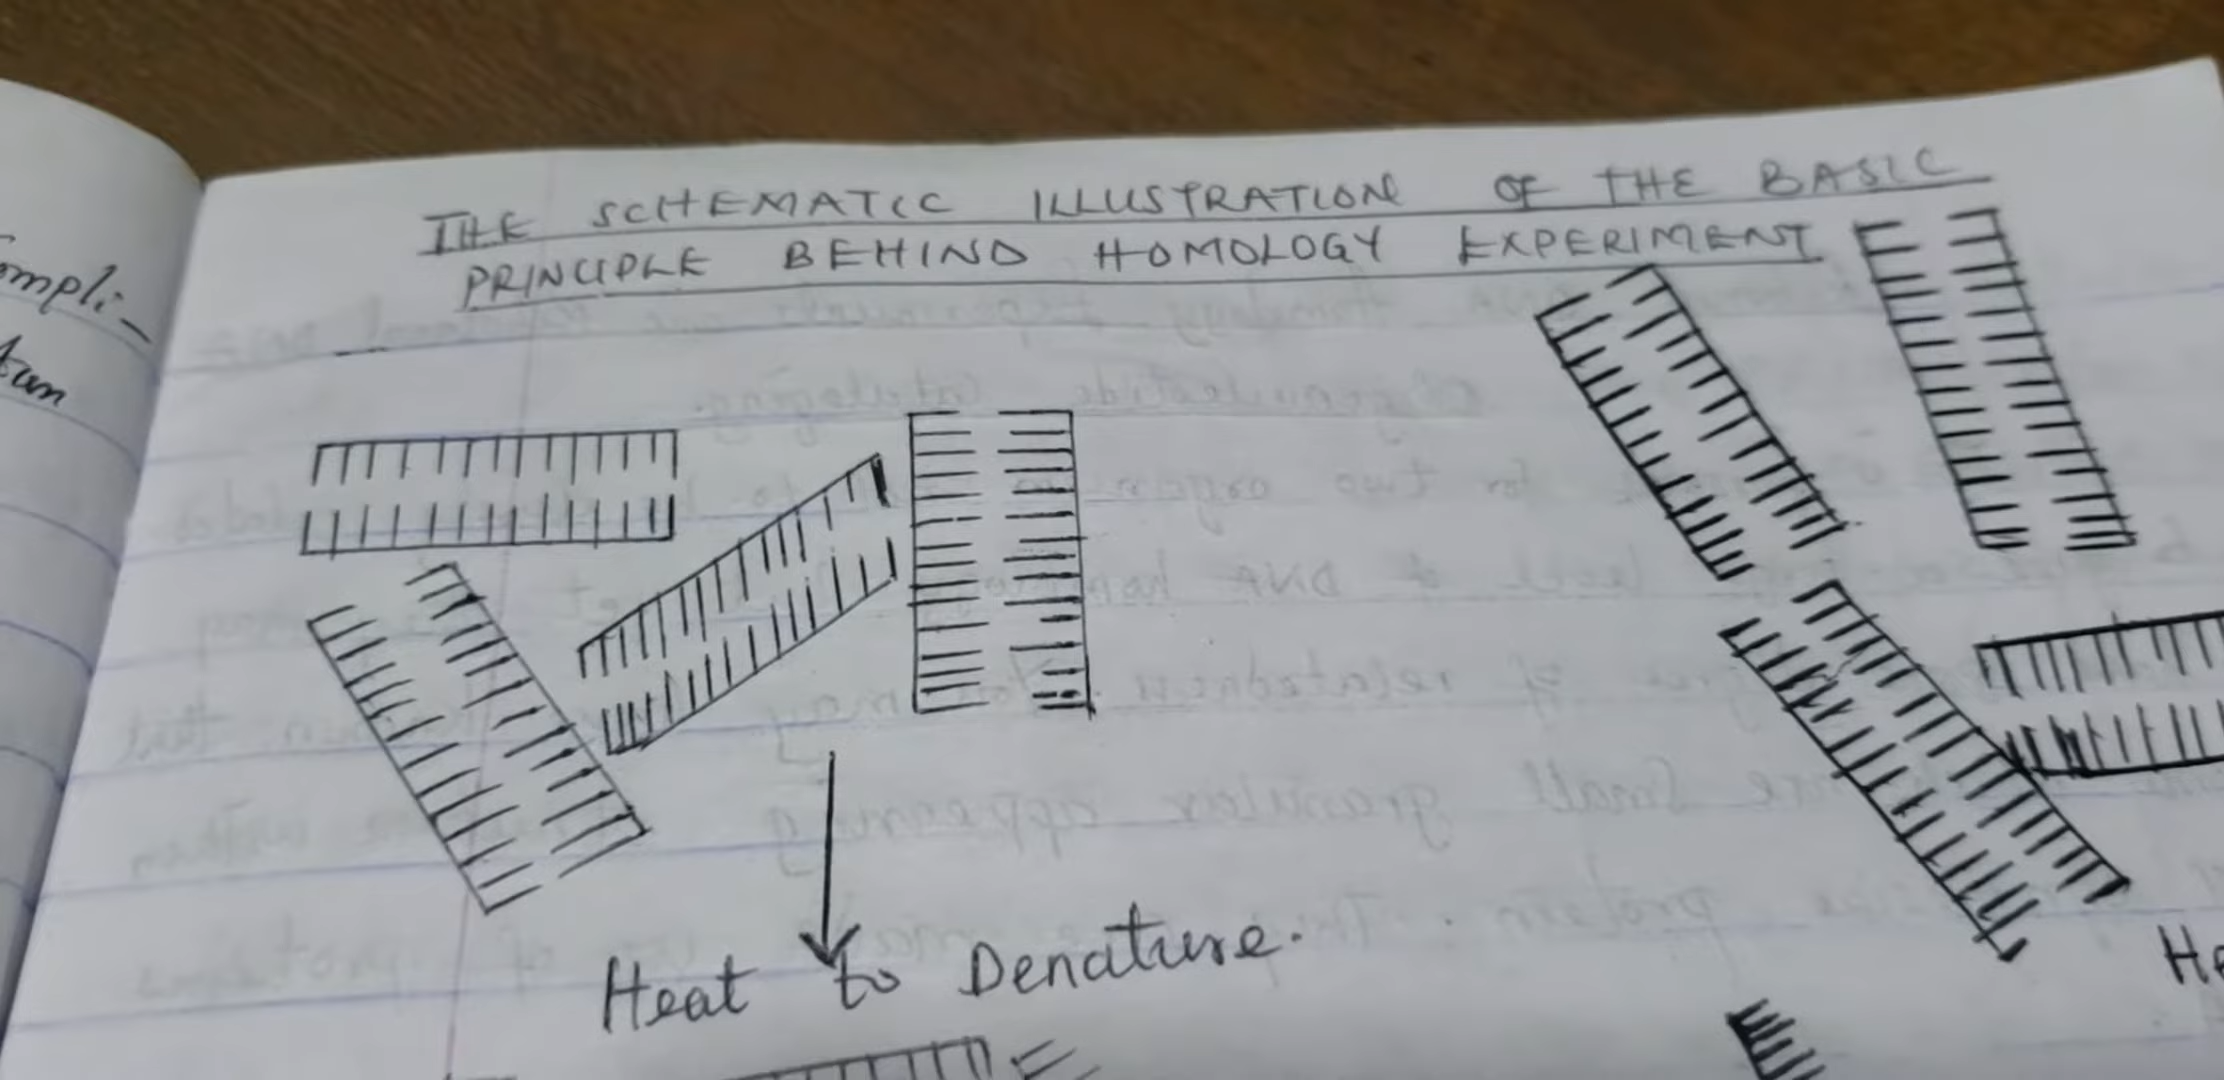 THE SCHEMATIC ILLUSTRATION OF THE BASIC
PRINCIPLE BEHIND HOMOLOGY EXPERIMENT
Heat to Denature.